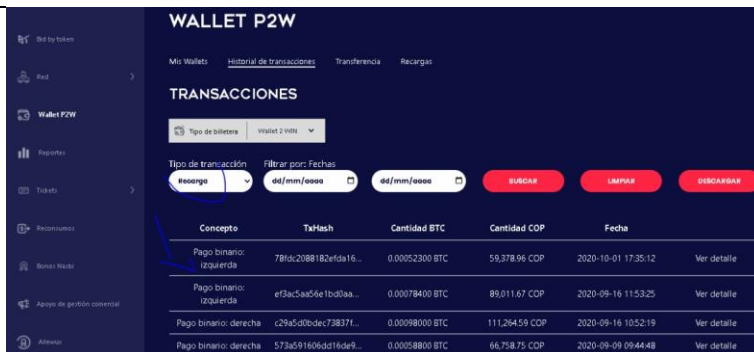 WALLET P2W
Bid by token
Mis Wallets Historial de transacciones Transferencia Recargas
Red
TRANSACCIONES
Wallet P2W
Tipo de billetera Wallet 2 WIN
Reportes
Tipo de transacción Filtrar por: Fechas
Recarga dd/mm/aaaa dd/mm/aaaa BUSCAR LIMPIAR DESCARGAR
Tickets
Reconsumos
Concepto TxHash Cantidad BTC Cantidad COP Fecha
Pago binario:
izquierda 78fdc2088182efda16... 0.00052300 BTC 59,378.96 COP 2020-10-01 17:35:12 Ver detalle
Bonos
Pago binario:
izquierda ef3ac5aa56e1bd0aa... 0.00078400 BTC 89,011.67 COP 2020-09-16 11:53:25 Ver detalle
Apoyo de gestión comercial
Pago binario: derecha c29a5d0bdec73837f... 0.00098000 BTC 111,264.59 COP 2020-09-16 10:52:19 Ver detalle
Pago binario: derecha 573a591606dd16de9... 0.00058800 BTC 66,758.75 COP 2020-09-09 09:44:48 Ver detalle